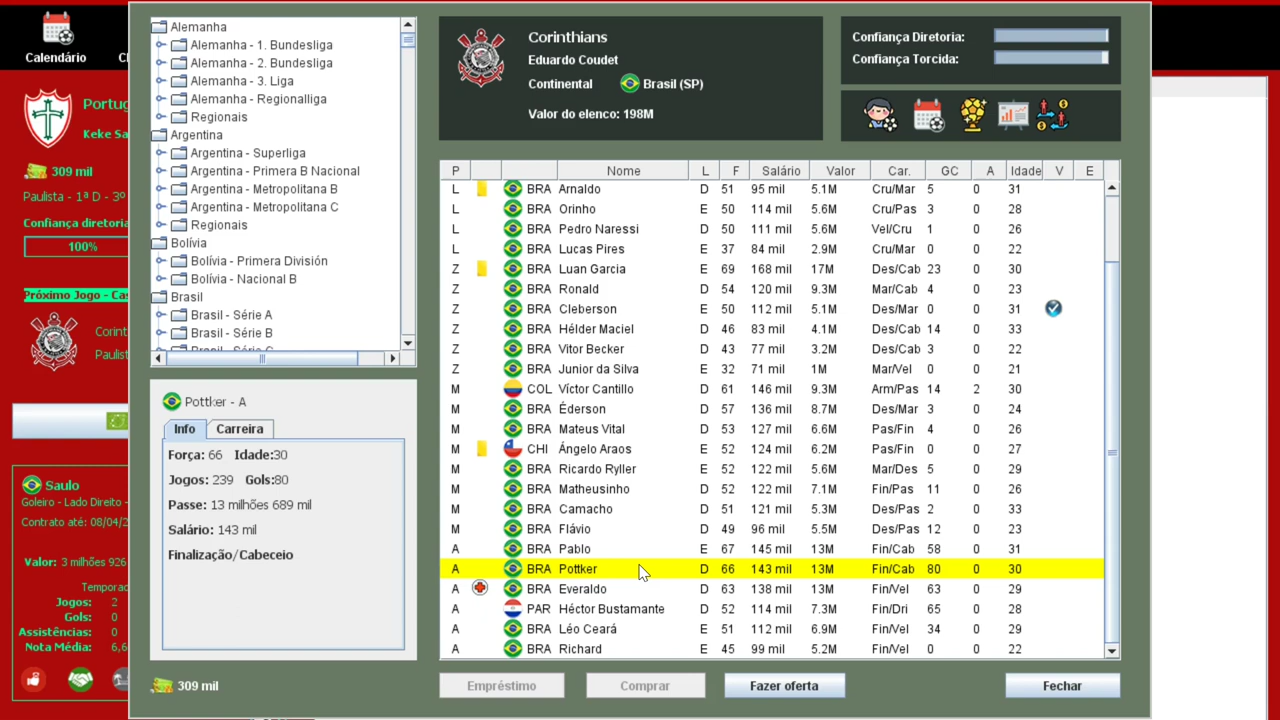 Calendário
Portug
Keke Sa
309 mil
Paulista - 1ª D - 3º
Confiança diretoria
100%
Próximo Jogo - Cas
Corint
Paulist
Saulo
Goleiro - Lado Direito -
Contrato até: 08/04/2
Valor: 3 milhões 926
Temporad
Jogos: 2
Gols: 0
Assistências: 0
Nota Média: 6,6
Alemanha
Alemanha - 1. Bundesliga
Alemanha - 2. Bundesliga
Alemanha - 3. Liga
Alemanha - Regionalliga
Regionais
Argentina
Argentina - Superliga
Argentina - Primera B Nacional
Argentina - Metropolitana B
Argentina - Metropolitana C
Regionais
Bolívia
Bolívia - Primera División
Bolívia - Nacional B
Brasil
Brasil - Série A
Brasil - Série B
Pottker - A
Info Carreira
Força: 66 Idade:30
Jogos: 239 Gols:80
Passe: 13 milhões 689 mil
Salário: 143 mil
Finalização/Cabeceio
309 mil
Corinthians
Eduardo Coudet
Continental Brasil (SP)
Valor do elenco: 198M
Confiança Diretoria:
Confiança Torcida:
P Nome L F Salário Valor Car. GC A Idade V E
L BRA Arnaldo D 51 95 mil 5.1M Cru/Mar 5 0 31
L BRA Orinho E 50 114 mil 5.6M Cru/Pas 3 0 28
L BRA Pedro Naressi D 50 111 mil 5.6M Vel/Cru 1 0 26
L BRA Lucas Pires E 37 84 mil 2.9M Cru/Mar 0 0 22
Z BRA Luan Garcia E 69 168 mil 17M Des/Cab 23 0 30
Z BRA Ronald D 54 120 mil 9.3M Mar/Cab 4 0 23
Z BRA Cleberson E 50 112 mil 5.1M Des/Mar 0 0 31
Z BRA Hélder Maciel D 46 83 mil 4.1M Des/Cab 14 0 33
Z BRA Vitor Becker D 43 77 mil 3.2M Des/Cab 3 0 22
Z BRA Junior da Silva E 32 71 mil 1M Mar/Vel 0 0 21
M COL Víctor Cantillo D 61 146 mil 9.3M Arm/Pas 14 2 30
M BRA Éderson D 57 136 mil 8.7M Des/Mar 3 0 24
M BRA Mateus Vital D 53 127 mil 6.6M Pas/Fin 4 0 26
M CHI Ángelo Araos E 52 124 mil 6.2M Pas/Fin 0 0 27
M BRA Ricardo Ryller E 52 122 mil 5.6M Mar/Des 5 0 29
M BRA Matheusinho D 52 122 mil 7.1M Fin/Pas 11 0 26
M BRA Camacho D 51 121 mil 5.3M Des/Pas 2 0 33
M BRA Flávio D 49 96 mil 5.5M Des/Pas 12 0 23
A BRA Pablo E 67 145 mil 13M Fin/Cab 58 0 31
A BRA Pottker D 66 143 mil 13M Fin/Cab 80 0 30
A BRA Everaldo D 63 138 mil 13M Fin/Vel 63 0 29
A PAR Héctor Bustamante D 52 114 mil 7.3M Fin/Dri 65 0 28
A BRA Léo Ceará E 51 112 mil 6.9M Fin/Vel 34 0 29
A BRA Richard E 45 99 mil 5.2M Fin/Vel 0 0 22
Empréstimo Comprar Fazer oferta Fechar